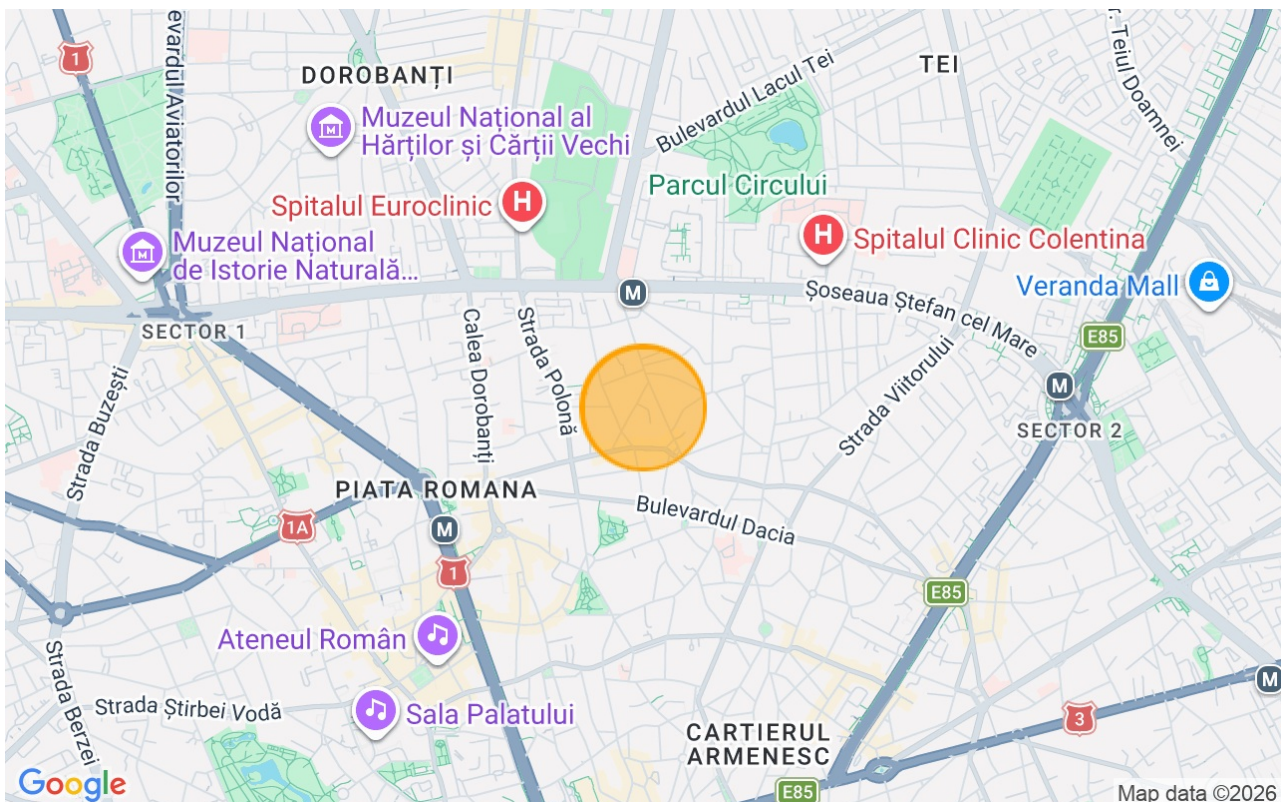 1
evardul Aviatorilor
DOROBANȚI
Muzeul Național al
Hărților și Cărții Vechi
Bulevardul Lacul Tei
TEI
r. Teiul Doamnei
Parcul Circului
Spitalul Euroclinic
H
H
Spitalul Clinic Colentina
Muzeul Național
de Istorie Naturală...
Veranda Mall
M
Șoseaua Ștefan cel Mare
SECTOR 1
Calea Dorobanți
Strada Polonă
E85
Strada Buzești
Strada Viitorului
M
SECTOR 2
PIATA ROMANA
1A
M
Bulevardul Dacia
1
E85
Ateneul Român
Strada Berzei
Strada Știrbei Vodă
Sala Palatului
M
CARTIERUL
ARMENESC
3
E85
Google
Map data ©2026